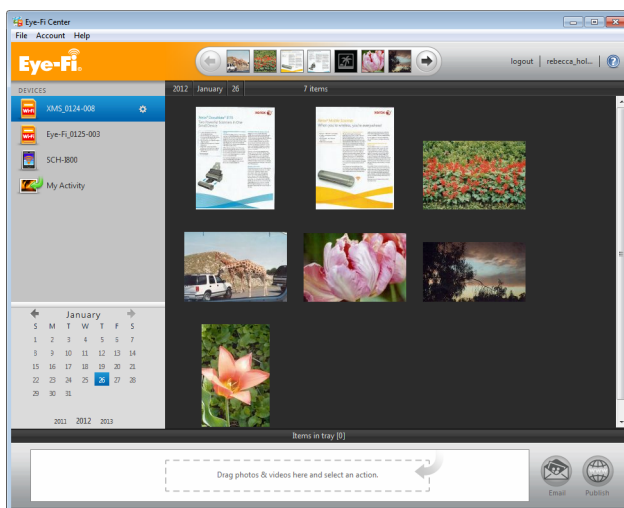 Eye-Fi Center
File Account Help
Eye-Fi
logout | rebecca_hol... |
DEVICES
2012 January 26 7 items
XMS_0124-008
Eye-Fi_0125-003
SCH-I800
My Activity
January
S M T W T F S
1 2 3 4 5 6 7
8 9 10 11 12 13 14
15 16 17 18 19 20 21
22 23 24 25 26 27 28
29 30 31
2011 2012 2013
Items in tray [0]
Drag photos & videos here and select an action.
Email Publish